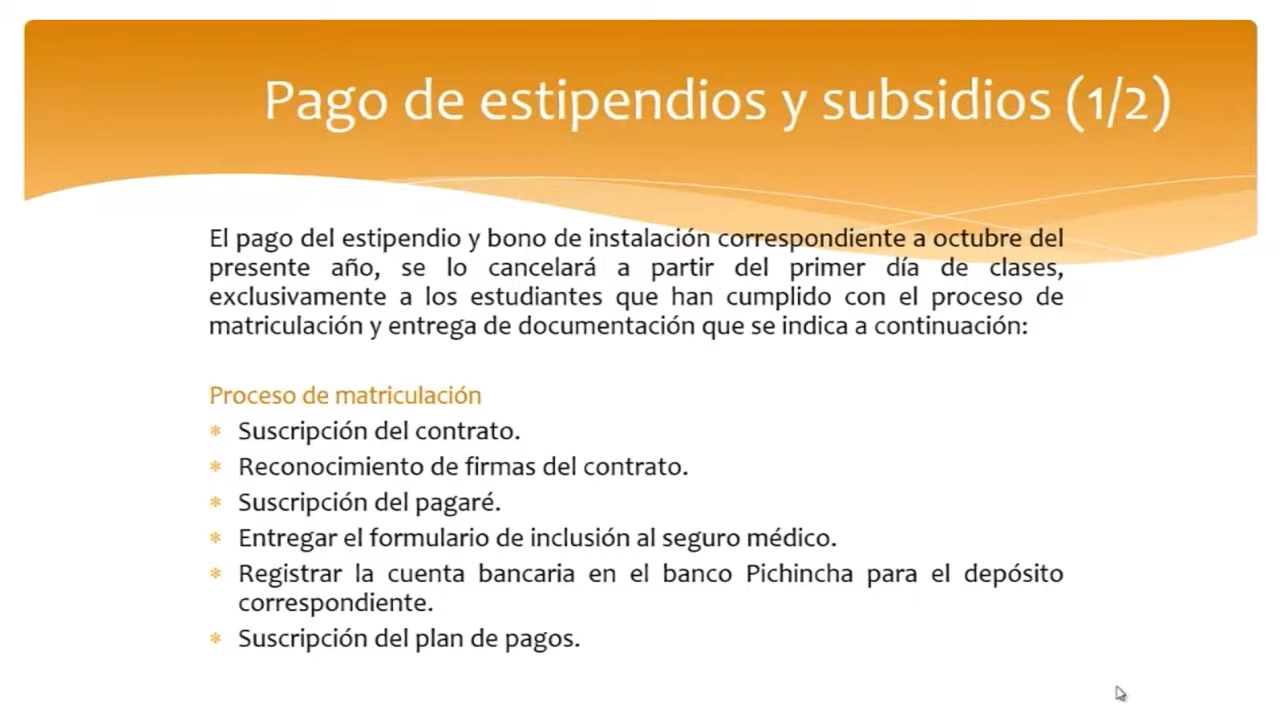 Pago de estipendios y subsidios (1/2)
El pago del estipendio y bono de instalación correspondiente a octubre del
presente año, se lo cancelará a partir del primer día de clases,
exclusivamente a los estudiantes que han cumplido con el proceso de
matriculación y entrega de documentación que se indica a continuación:
Proceso de matriculación
* Suscripción del contrato.
* Reconocimiento de firmas del contrato.
* Suscripción del pagaré.
* Entregar el formulario de inclusión al seguro médico.
* Registrar la cuenta bancaria en el banco Pichincha para el depósito
correspondiente.
* Suscripción del plan de pagos.